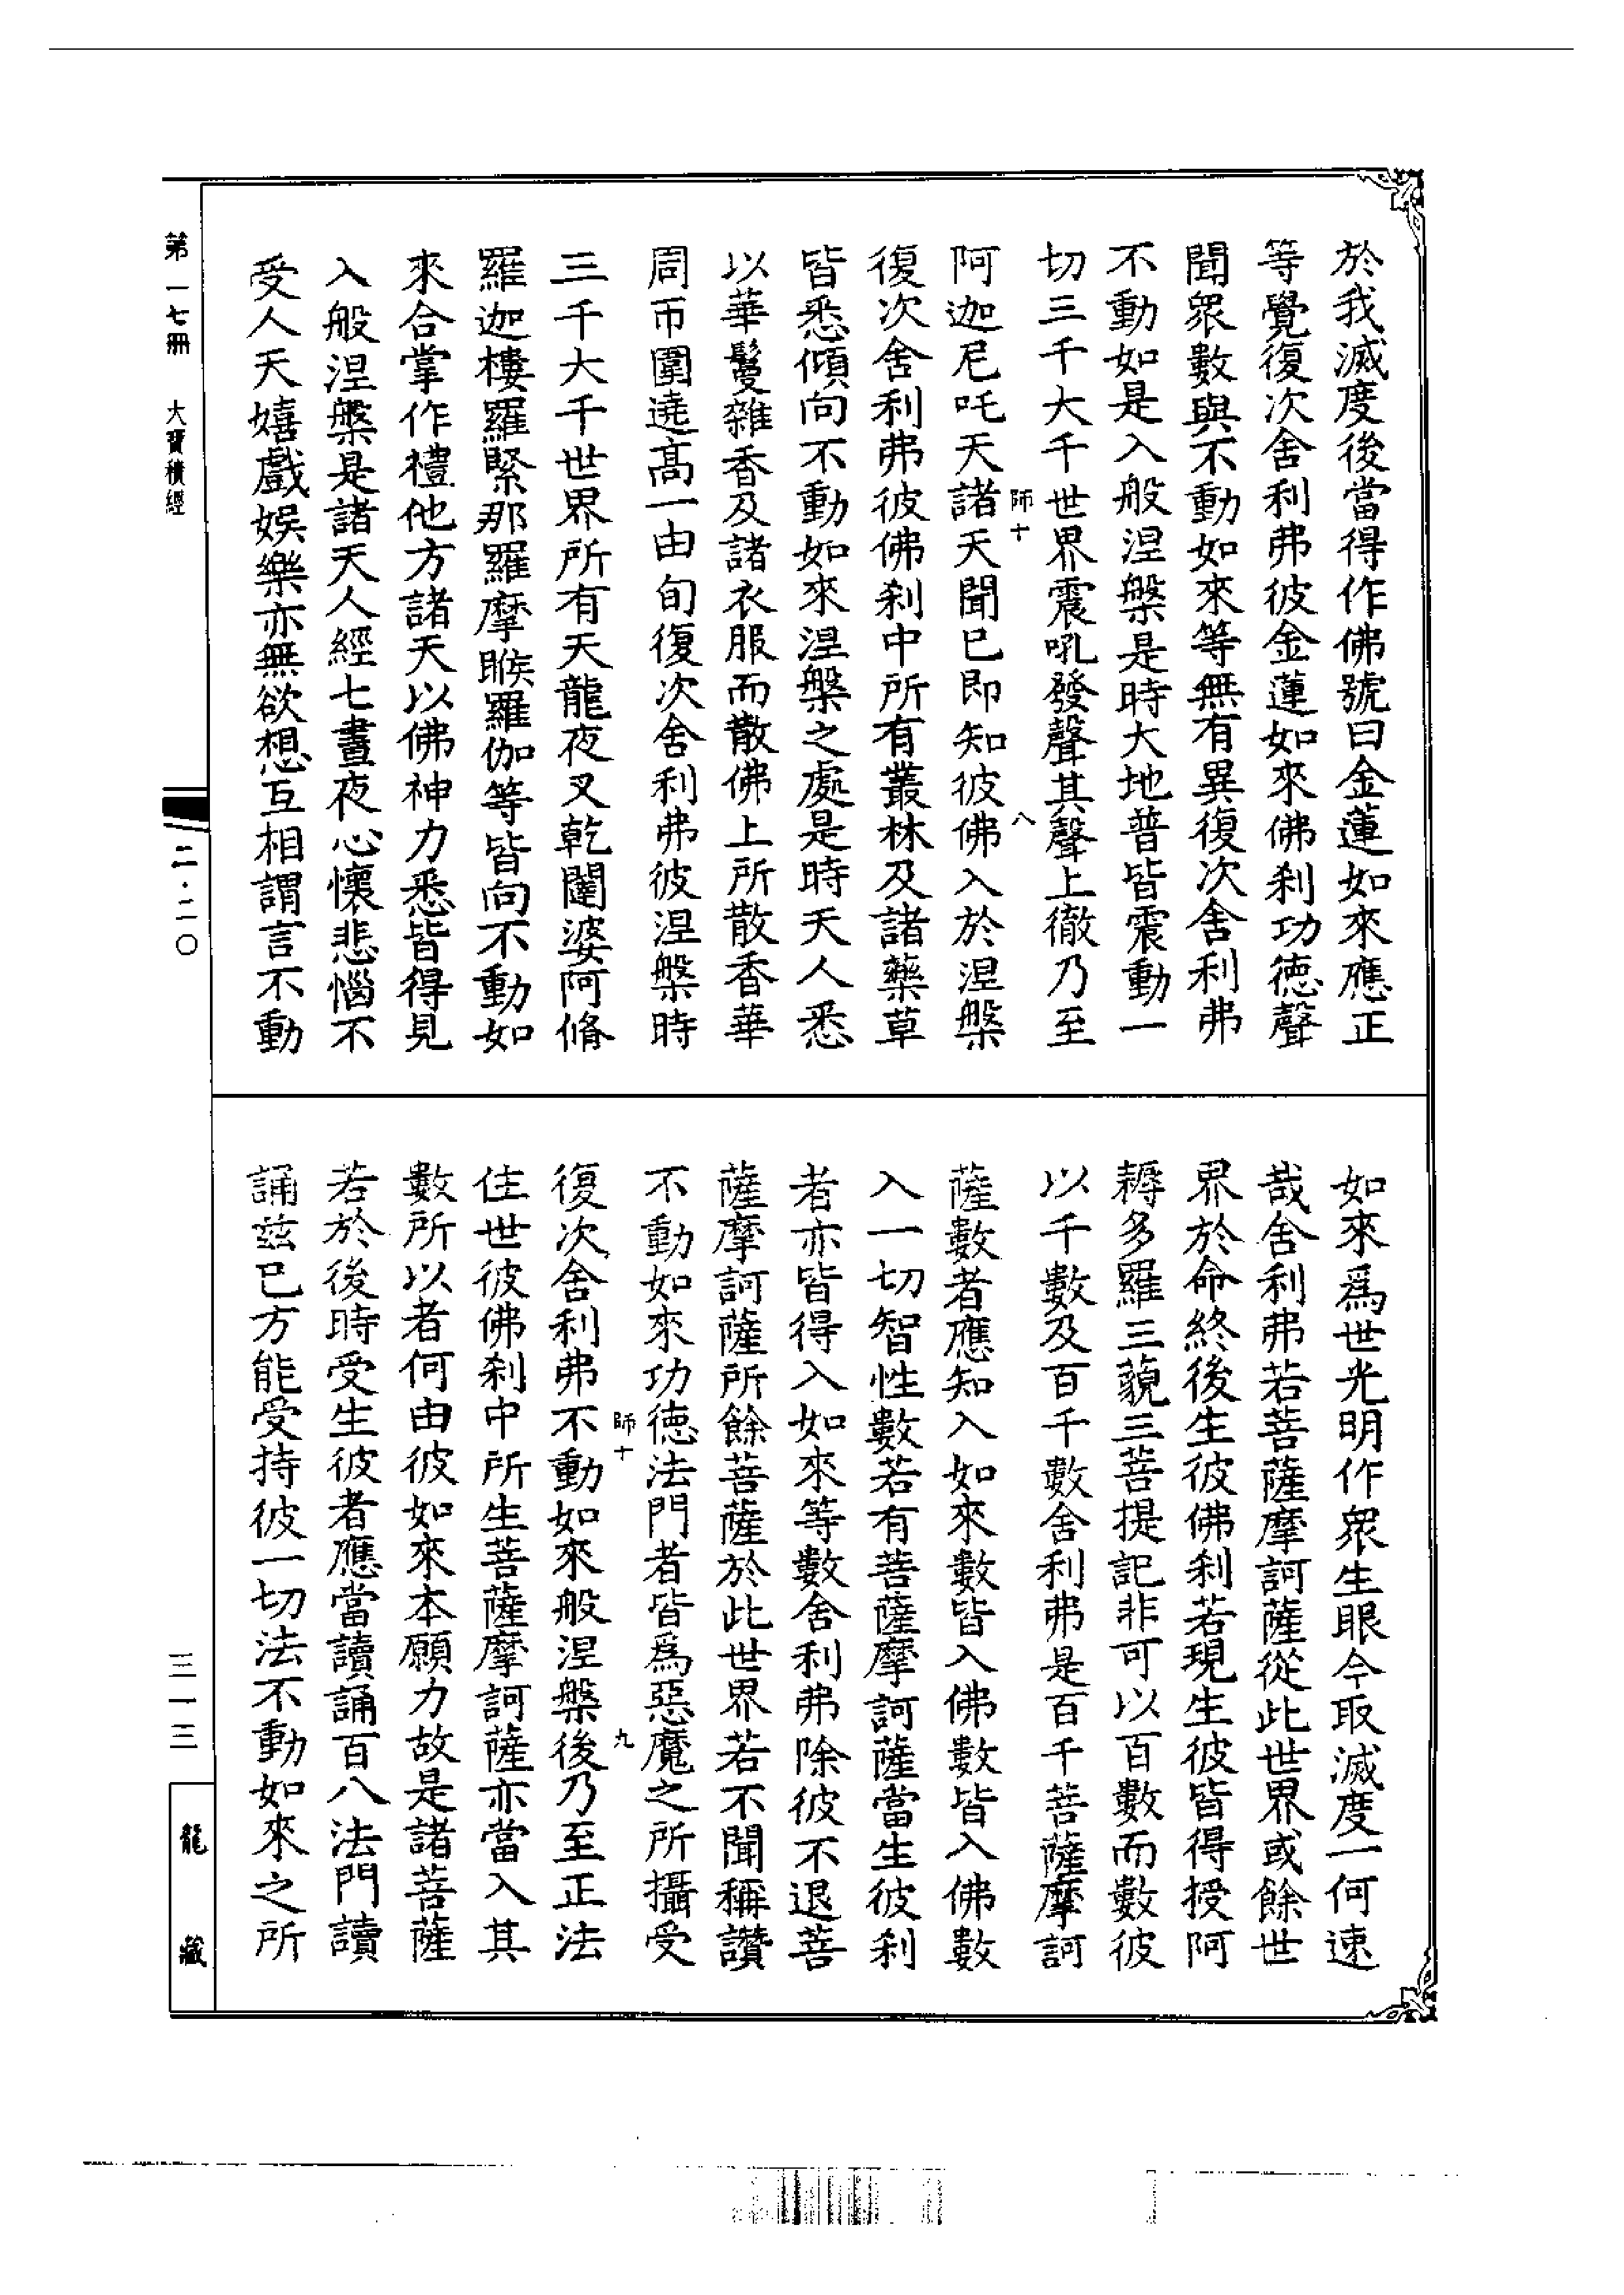 於我滅度後當得作佛號曰金蓮如來應正
等覺復次舍利弗彼金蓮如來佛刹功徳聲
聞衆數與不動如來等無有異復次舍利弗
不動如是入般涅槃是時大地普皆震動一
切三千大千世界震吼發聲其聲上徹乃至
師十
八
阿迦尼吒天諸天聞已即知彼佛入於涅槃
復次舍利弗彼佛刹中所有叢林及諸藥草
皆悉傾向不動如來涅槃之處是時天人悉
以華鬘雜香及諸衣服而散佛上所散香華
周帀圍遶高一由旬復次舍利弗彼涅槃時
三千大千世界所有天龍夜叉乾闥婆阿脩
羅迦樓羅緊那羅摩睺羅伽等皆向不動如
來合掌作禮他方諸天以佛神力悉皆得見
入般涅槃是諸天人經七晝夜心懷悲惱不
受人天嬉戲娛樂亦無欲想互相謂言不動
如來爲世光明作衆生眼今取滅度一何速
哉舍利弗若菩薩摩訶薩從此世界或餘世
界於命終後生彼佛刹若現生彼皆得授阿
耨多羅三藐三菩提記非可以百數而數彼
以千數及百千數舍利弗是百千菩薩摩訶
薩數者應知入如來數皆入佛數皆入佛數
入一切智性數若有菩薩摩訶薩當生彼刹
者亦皆得入如來等數舍利弗除彼不退菩
薩摩訶薩所餘菩薩於此世界若不聞稱讚
不動如來功徳法門者皆爲惡魔之所攝受
師十
九
復次舍利弗不動如來般涅槃後乃至正法
住世彼佛刹中所生菩薩摩訶薩亦當入其
數所以者何由彼如來本願力故是諸菩薩
若於後時受生彼者應當讀誦百八法門讀
誦兹已方能受持彼一切法不動如來之所
第一七冊
大寶積經
二·二〇
三一三
龍藏